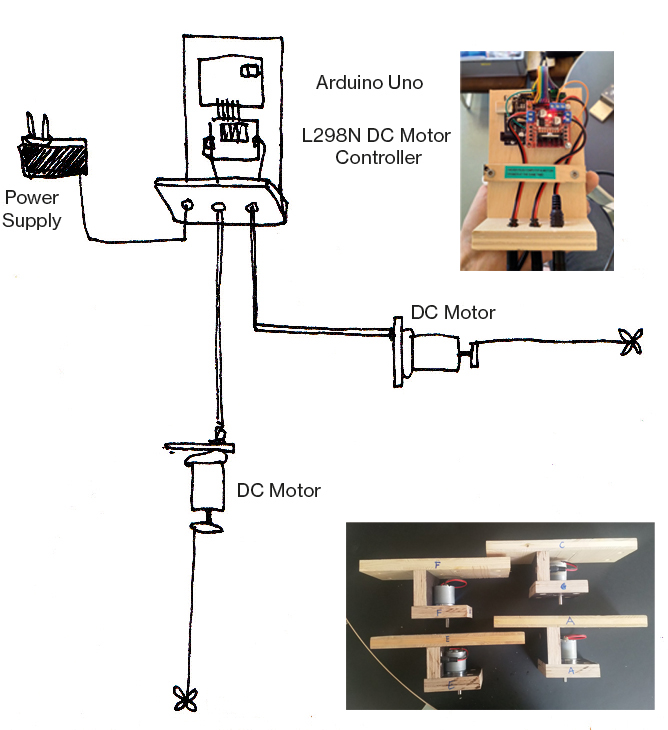 Arduino Uno
L298N DC Motor
Controller
Power
Supply
DC Motor
DC Motor
C
F
G
F
A
E
A
E